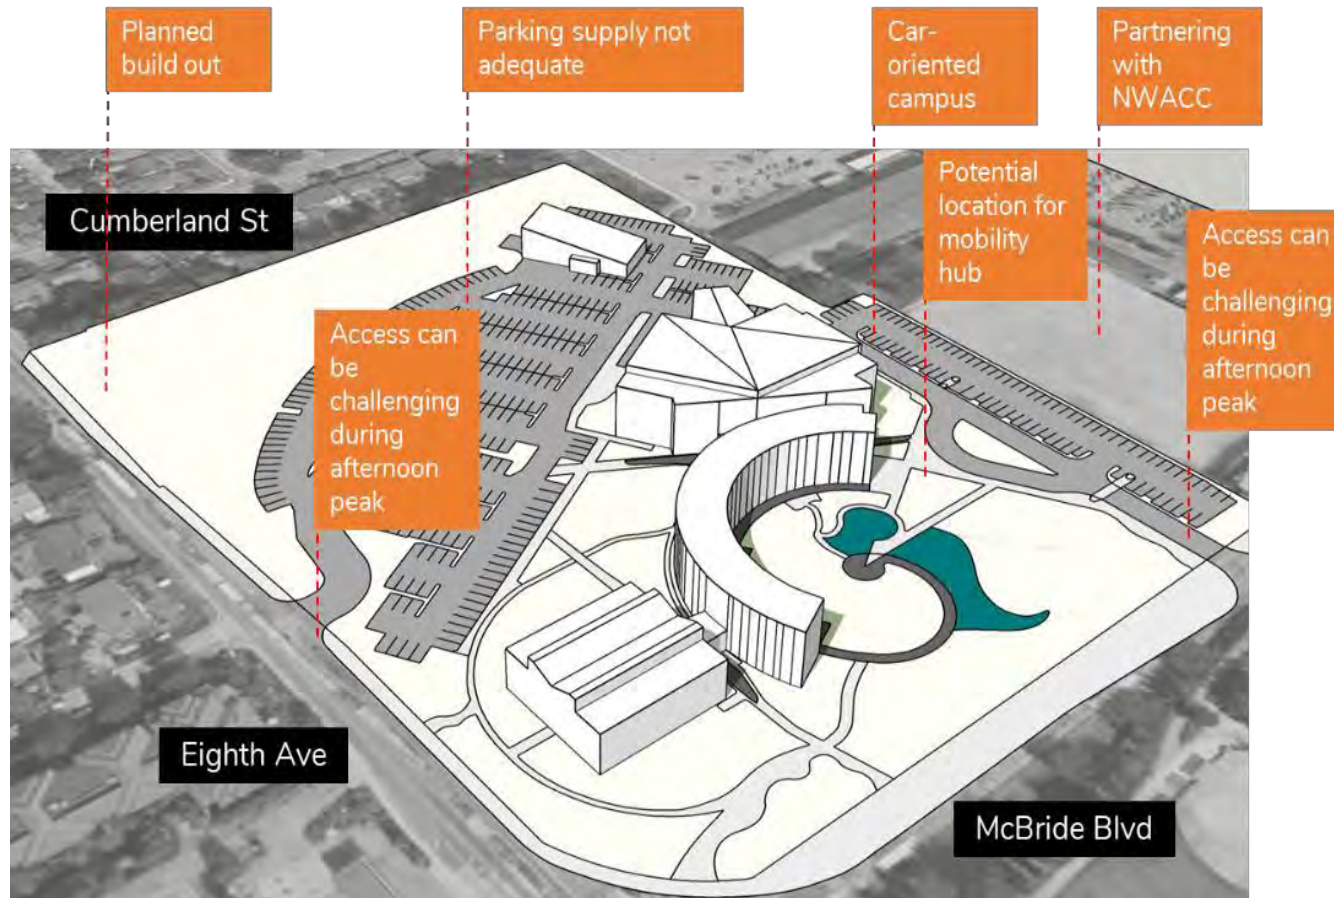 Planned
build out
Parking supply not
adequate
Car-
oriented
campus
Partnering
with
NWACC
Potential
location for
mobility
hub
Access can
be
challenging
during
afternoon
peak
Cumberland St
Access can
be
challenging
during
afternoon
peak
Eighth Ave
McBride Blvd